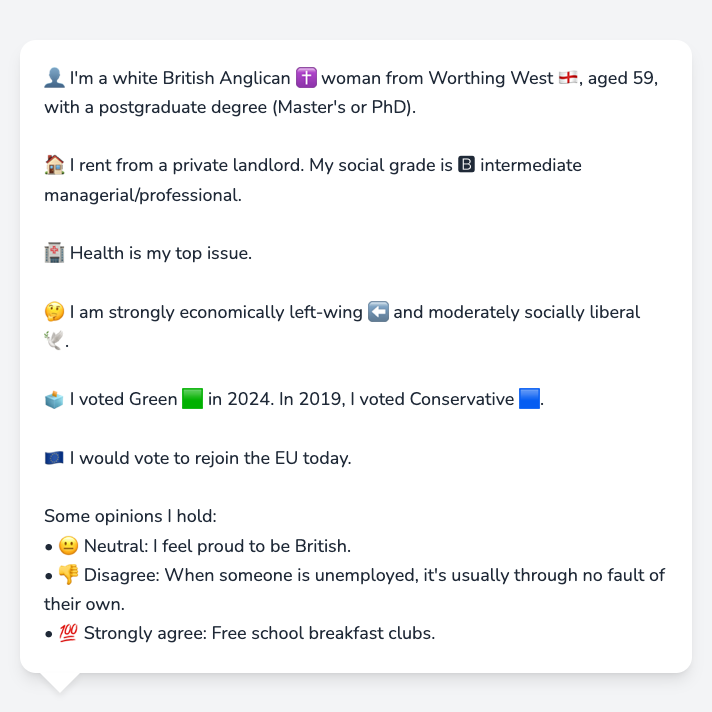 👤 I'm a white British Anglican ✝️ woman from Worthing West 🏴󠁧󠁢󠁥󠁮󠁧󠁿, aged 59,
with a postgraduate degree (Master's or PhD).
🏠 I rent from a private landlord. My social grade is 🅱 intermediate
managerial/professional.
🏥 Health is my top issue.
🤔 I am strongly economically left-wing ⬅️ and moderately socially liberal
🕊️.
🗳️ I voted Green 🟩 in 2024. In 2019, I voted Conservative 🟦.
🇪🇺 I would vote to rejoin the EU today.
Some opinions I hold:
• 😐 Neutral: I feel proud to be British.
• 👎 Disagree: When someone is unemployed, it's usually through no fault of
their own.
• 💯 Strongly agree: Free school breakfast clubs.